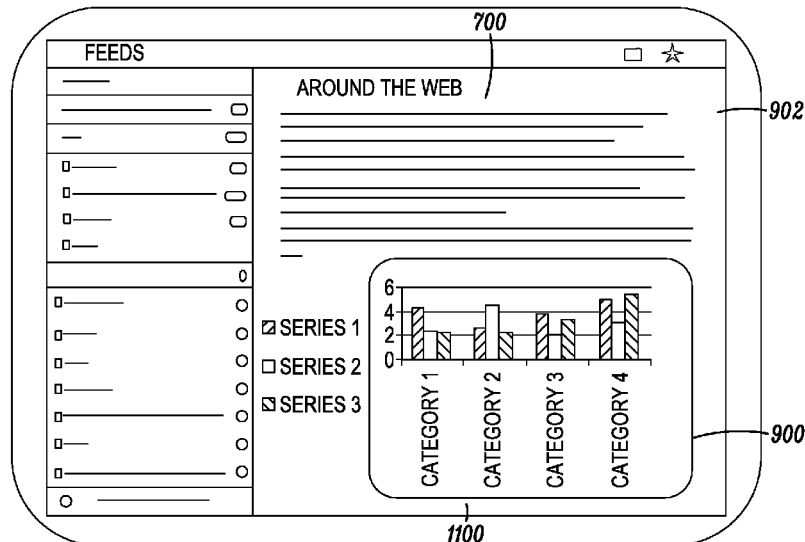 700
FEEDS
AROUND THE WEB
902
6
4
2
0
SERIES 1
SERIES 2
SERIES 3
CATEGORY 1
CATEGORY 2
CATEGORY 3
CATEGORY 4
900
1100